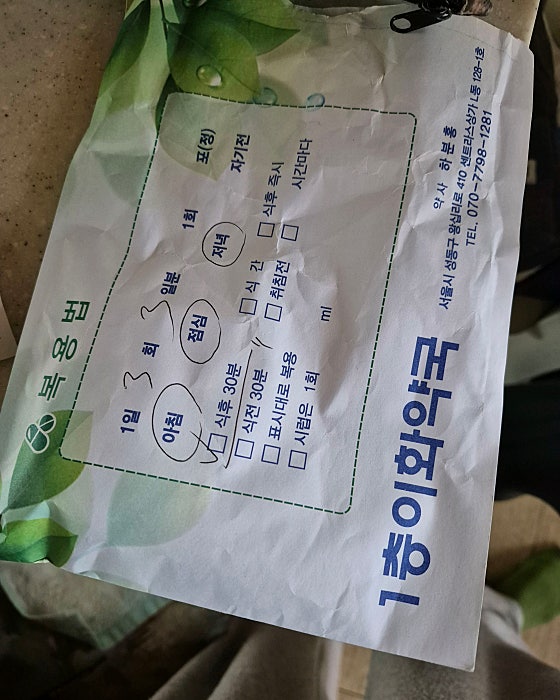 복용법
1일 3 회 3 일분 1회 포(정)
아침 점심 저녁 자기전
식후 30분 식 간 식후 즉시
식전 30분 〃 취침전 시간마다
표시대로 복용
시럽은 1회 ml
1층이화약국
약 사 하 분 홍
서울시 성동구 왕십리로 410 센트라스상가 L동 128-1호
TEL. 070-7798-1281